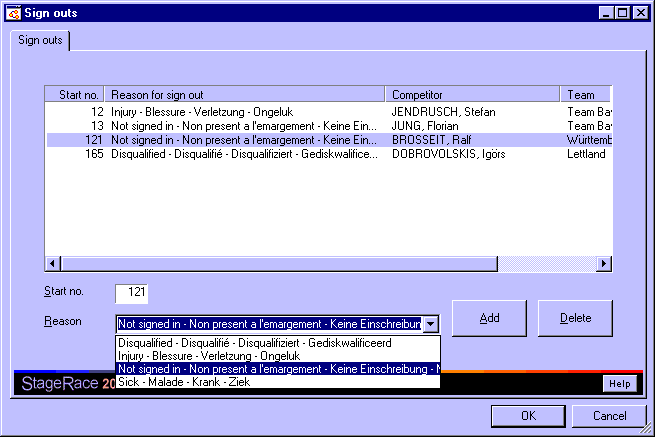 Sign outs
Sign outs
Start no. Reason for sign out Competitor Team
12 Injury - Blessure - Verletzung - Ongeluk JENDRUSCH, Stefan Team Bay
13 Not signed in - Non present a l'emargement - Keine Ein... JUNG, Florian Team Bay
121 Not signed in - Non present a l'emargement - Keine Ein... BROSSEIT, Ralf Württemb
165 Disqualified - Disqualifié - Disqualifiziert - Gediskwalifice... DOBROVOLSKIS, Igörs Lettland
Start no. 121
Reason Not signed in - Non present a l'emargement - Keine Einschreibun Add Delete
Disqualified - Disqualifié - Disqualifiziert - Gediskwalificeerd
Injury - Blessure - Verletzung - Ongeluk
Not signed in - Non present a l'emargement - Keine Einschreibung - N
Sick - Malade - Krank - Ziek
StageRace 20 Help
OK Cancel